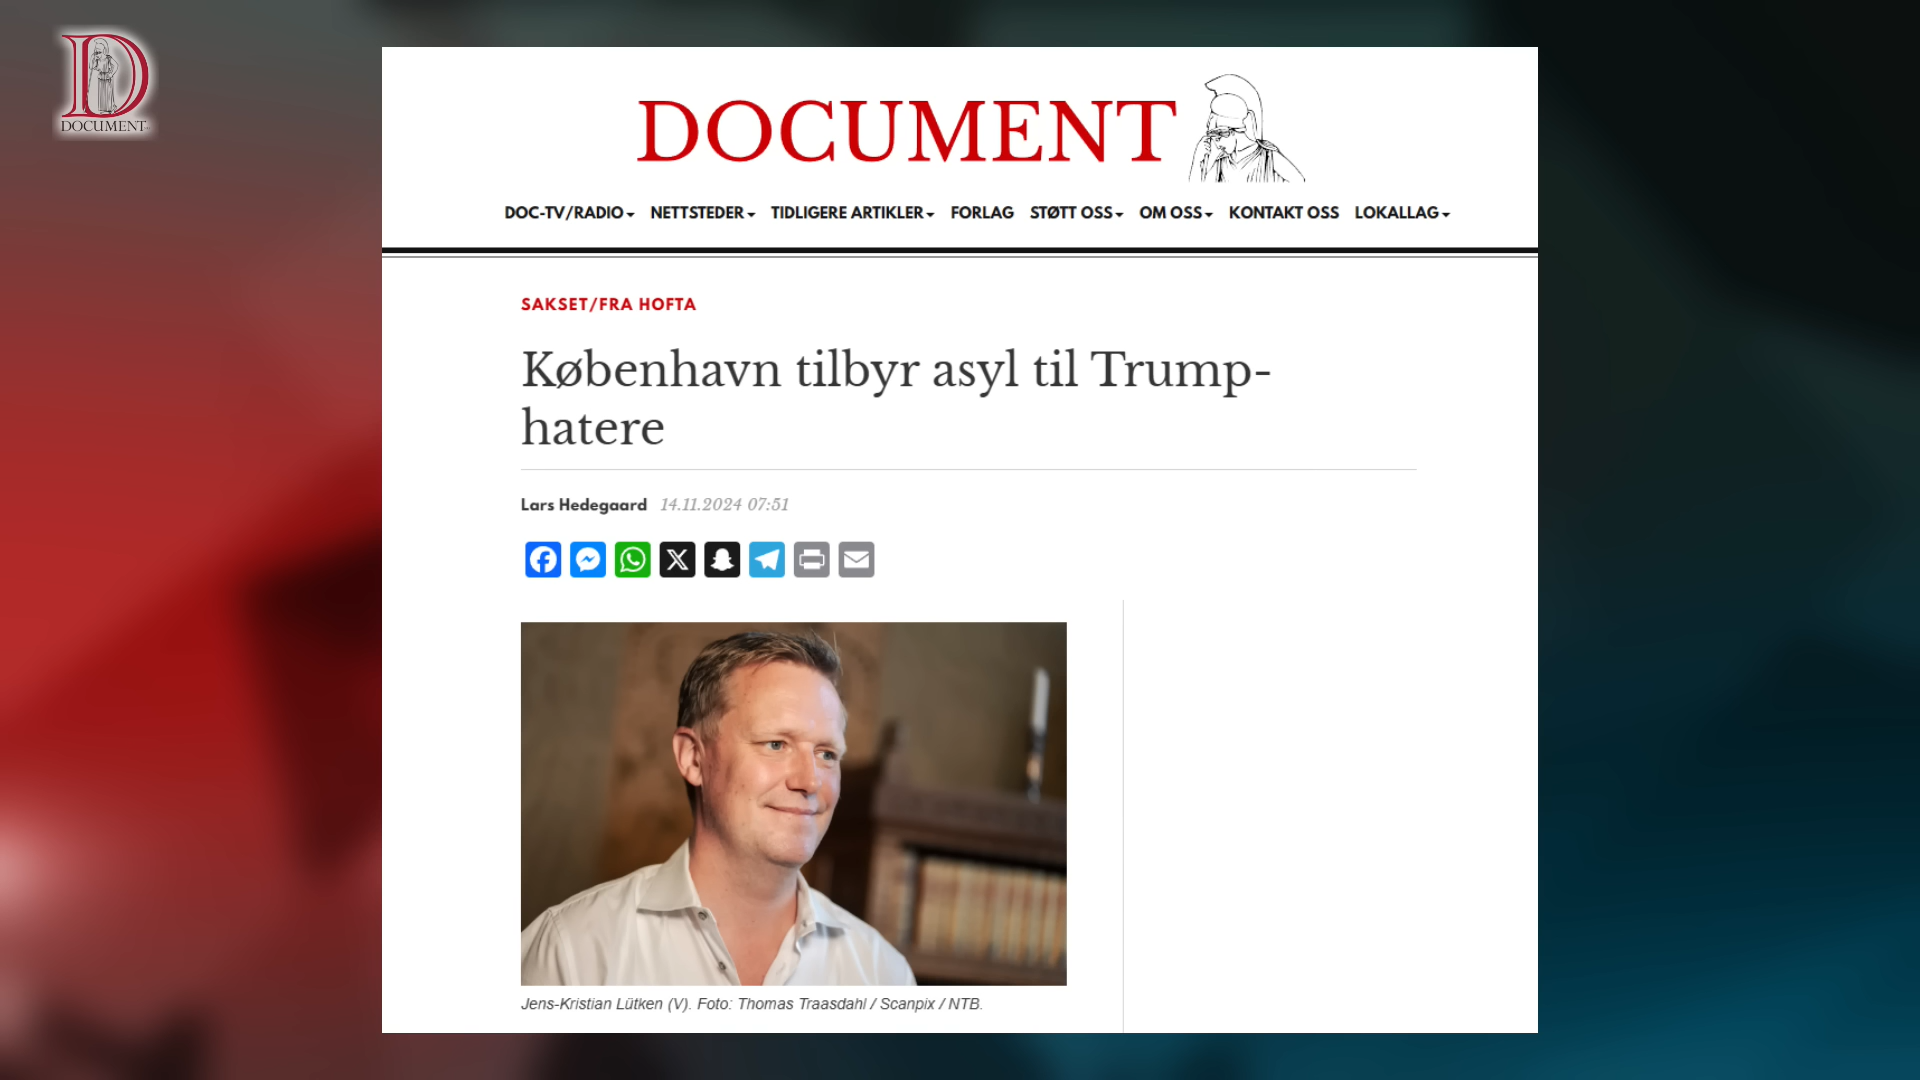 DOCUMENT
DOCUMENT
DOC-TV/RADIO NETTSTEDER TIDLIGERE ARTIKLER FORLAG STØTT OSS OM OSS KONTAKT OSS LOKALLAG
SAKSET/FRA HOFTA
København tilbyr asyl til Trump-
hatere
Lars Hedegaard 14.11.2024 07:51
Jens-Kristian Lütken (V). Foto: Thomas Traasdahl / Scanpix / NTB.